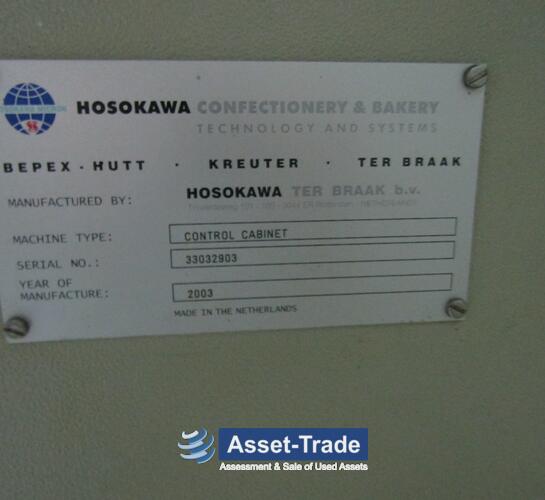 HOSOKAWA CONFECTIONERY & BAKERY
TECHNOLOGY AND SYSTEMS
BEPEX - HUTT · KREUTER · TER BRAAK
MANUFACTURED BY: HOSOKAWA TER BRAAK b.v.
NETHERLANDS
MACHINE TYPE: CONTROL CABINET
SERIAL NO.: 33032903
YEAR OF
MANUFACTURE: 2003
MADE IN THE NETHERLANDS
Asset-Trade
Assessment & Sale of Used Assets